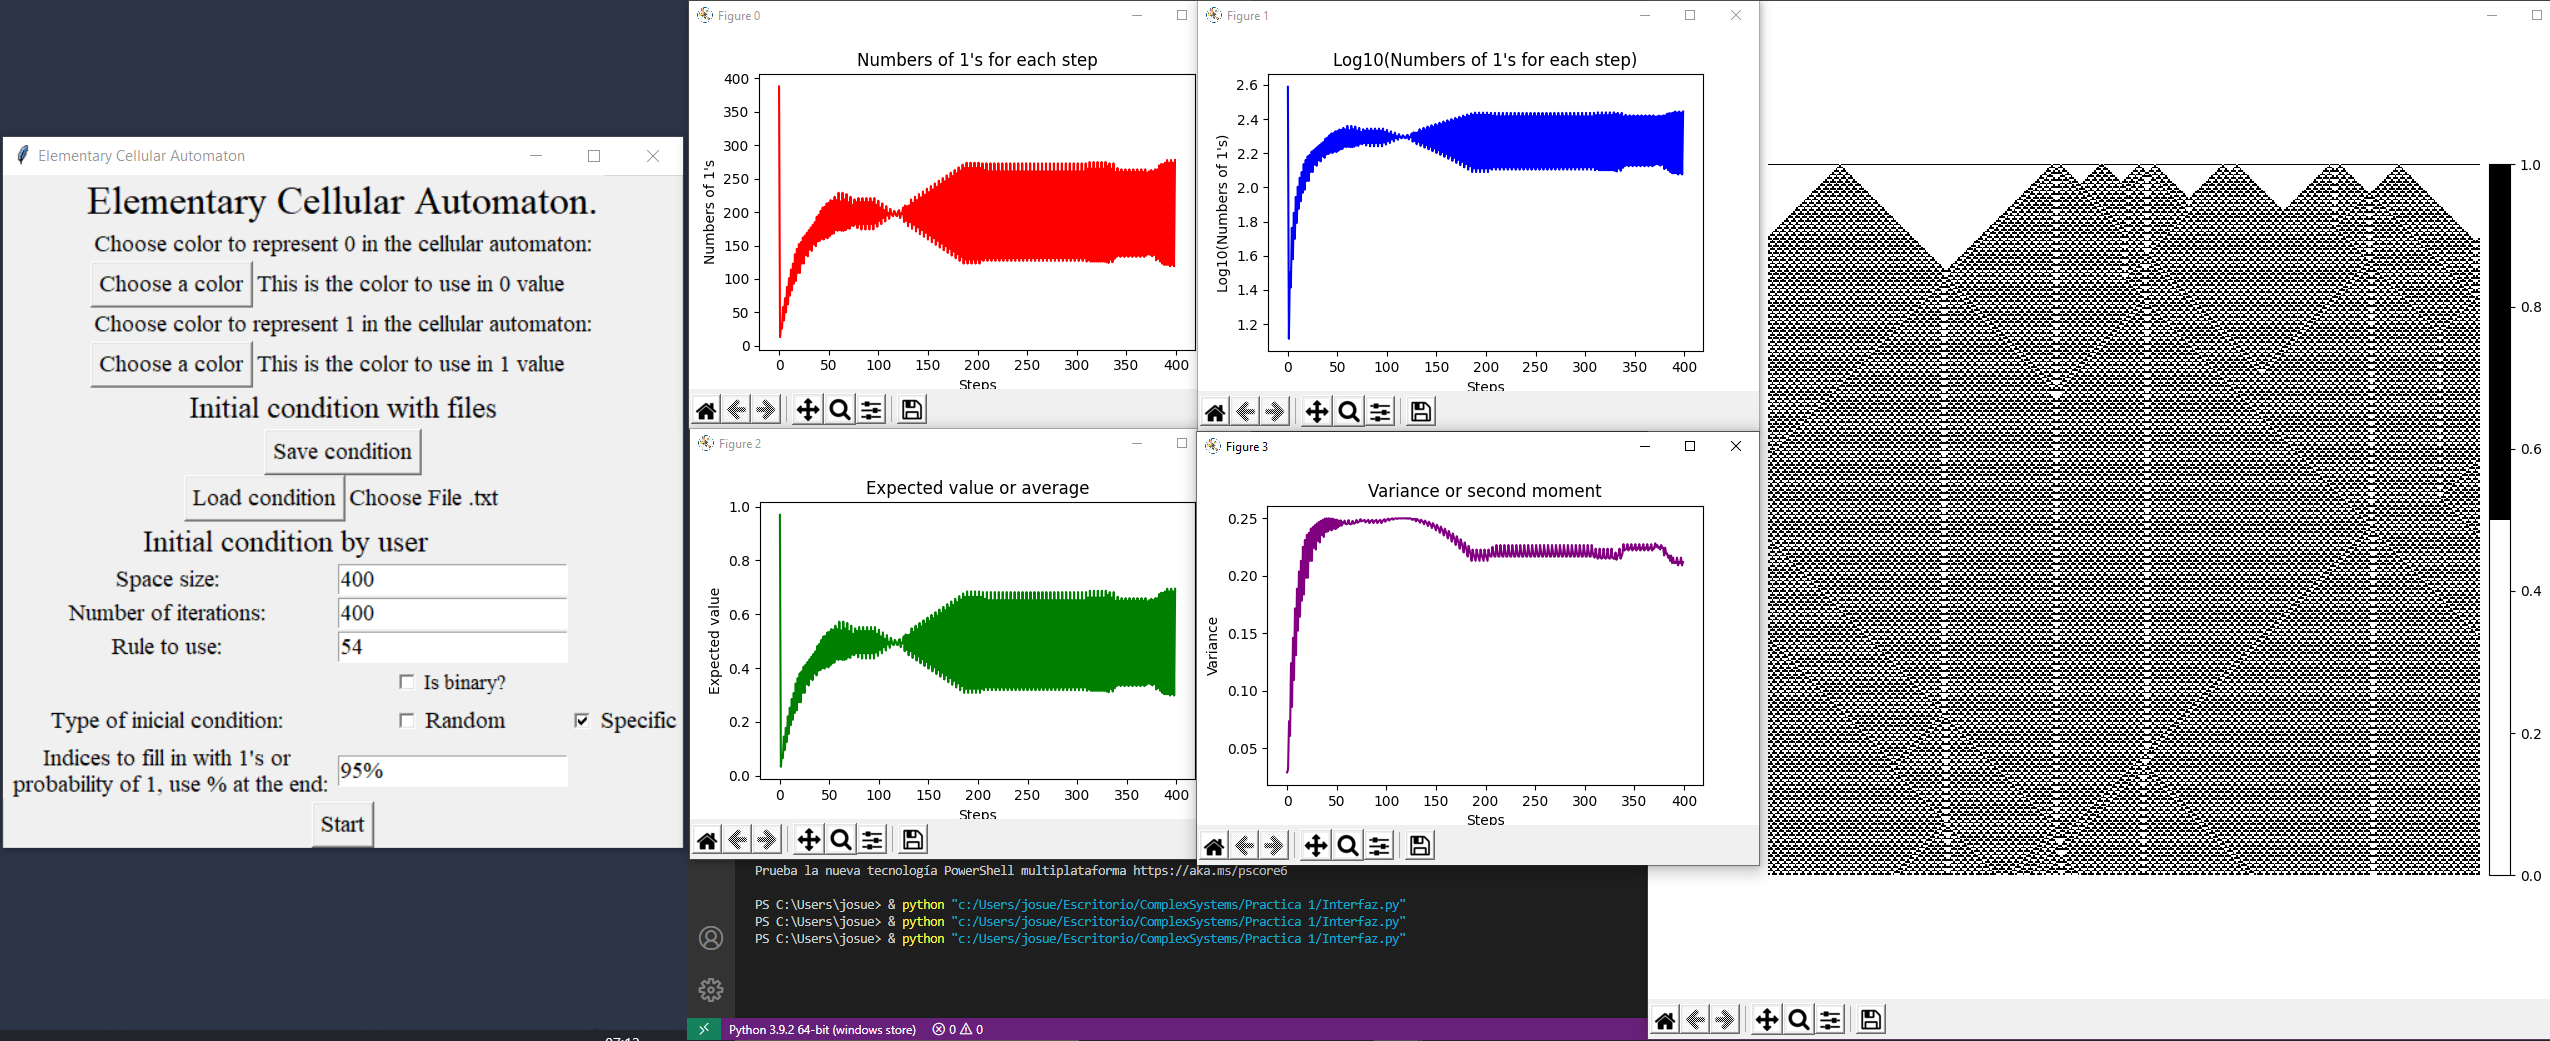 Elementary Cellular Automaton
Elementary Cellular Automaton.
Choose color to represent 0 in the cellular automaton:
Choose a color This is the color to use in 0 value
Choose color to represent 1 in the cellular automaton:
Choose a color This is the color to use in 1 value
Initial condition with files
Save condition
Load condition Choose File .txt
Initial condition by user
Space size: 400
Number of iterations: 400
Rule to use: 54
Is binary?
Type of inicial condition: Random Specific
Indices to fill in with 1's or
probability of 1, use % at the end: 95%
Start
Figure 0
Numbers of 1's for each step
Numbers of 1's
400
350
300
250
200
150
100
50
0
0 50 100 150 200 250 300 350 400
Steps
Figure 1
Log10(Numbers of 1's for each step)
Log10(Numbers of 1's)
2.6
2.4
2.2
2.0
1.8
1.6
1.4
1.2
0 50 100 150 200 250 300 350 400
Steps
Figure 2
Expected value or average
Expected value
1.0
0.8
0.6
0.4
0.2
0.0
0 50 100 150 200 250 300 350 400
Steps
Figure 3
Variance or second moment
Variance
0.25
0.20
0.15
0.10
0.05
0 50 100 150 200 250 300 350 400
Steps
1.0
0.8
0.6
0.4
0.2
0.0
Prueba la nueva tecnología PowerShell multiplataforma https://aka.ms/pscore6
PS C:\Users\josue> & python "c:/Users/josue/Escritorio/ComplexSystems/Practica 1/Interfaz.py"
PS C:\Users\josue> & python "c:/Users/josue/Escritorio/ComplexSystems/Practica 1/Interfaz.py"
PS C:\Users\josue> & python "c:/Users/josue/Escritorio/ComplexSystems/Practica 1/Interfaz.py"
Python 3.9.2 64-bit (windows store) 0 0